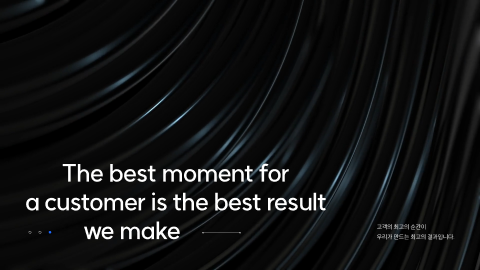 The best moment for
a customer is the best result
we make
고객의 최고의 순간이
우리가 만드는 최고의 결과입니다.